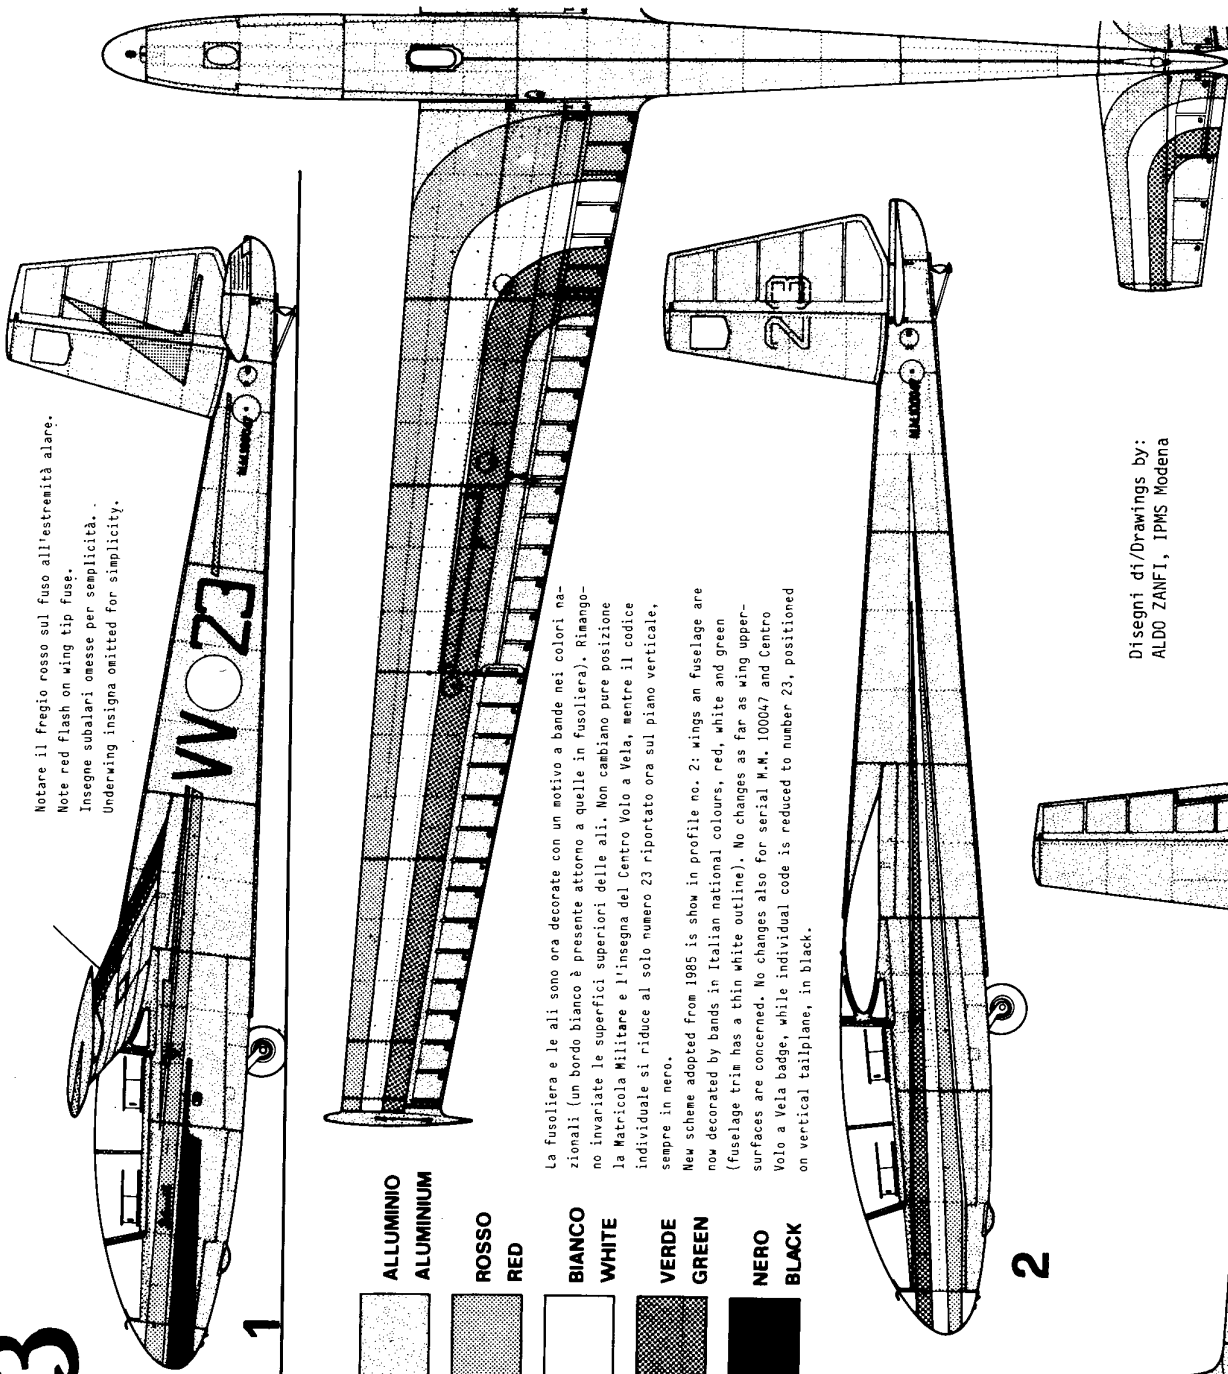 3
Notare il fregio rosso sul fuso all'estremità alare.
Note red flash on wing tip fuse.
Insegne subalari omesse per semplicità.
Underwing insigna omitted for simplicity.
VV 23
1
ALLUMINIO
ALUMINIUM
ROSSO
RED
BIANCO
WHITE
VERDE
GREEN
NERO
BLACK
La fusoliera e le ali sono ora decorate con un motivo a bande nei colori na-
zionali (un bordo bianco è presente attorno a quelle in fusoliera). Rimango-
no invariate le superfici superiori delle ali. Non cambiano pure posizione
la Matricola Militare e l'insegna del Centro Volo a Vela, mentre il codice
individuale si riduce al solo numero 23 riportato ora sul piano verticale,
sempre in nero.
New scheme adopted from 1985 is show in profile no. 2: wings an fuselage are
now decorated by bands in Italian national colours, red, white and green
(fuselage trim has a thin white outline). No changes as far as wing upper-
surfaces are concerned. No changes also for serial M.M. 100047 and Centro
Volo a Vela badge, while individual code is reduced to number 23, positioned
on vertical tailplane, in black.
23
M.M.100047
2
Disegni di/Drawings by:
ALDO ZANFI, IPMS Modena